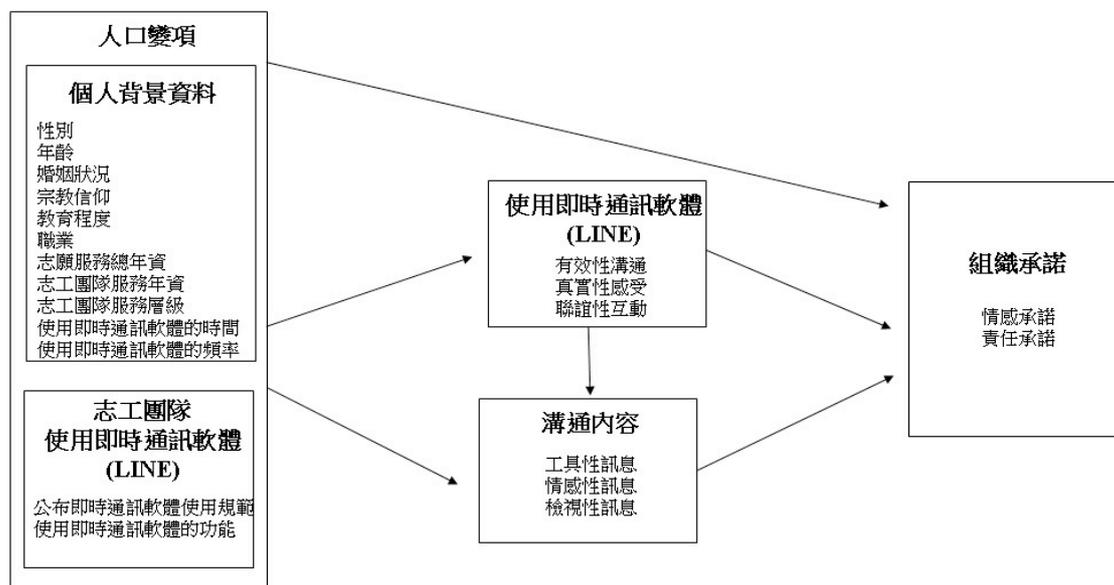 人口變項
個人背景資料
性別
年齡
婚姻狀況
宗教信仰
教育程度
職業
志願服務總年資
志工團隊服務年資
志工團隊服務層級
使用即時通訊軟體的時間
使用即時通訊軟體的頻率
志工團隊
使用即時通訊軟體
(LINE)
公布即時通訊軟體使用規範
使用即時通訊軟體的功能
使用即時通訊軟體
(LINE)
有效性溝通
真實性感受
聯誼性互動
溝通內容
工具性訊息
情感性訊息
檢視性訊息
組織承諾
情感承諾
責任承諾